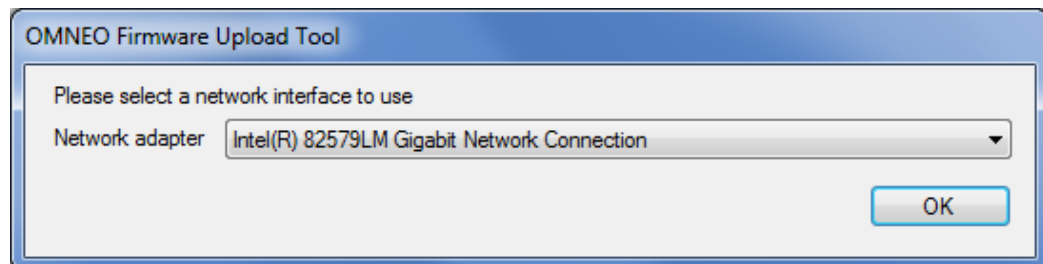 OMNEO Firmware Upload Tool
Please select a network interface to use
Network adapter Intel(R) 82579LM Gigabit Network Connection
OK